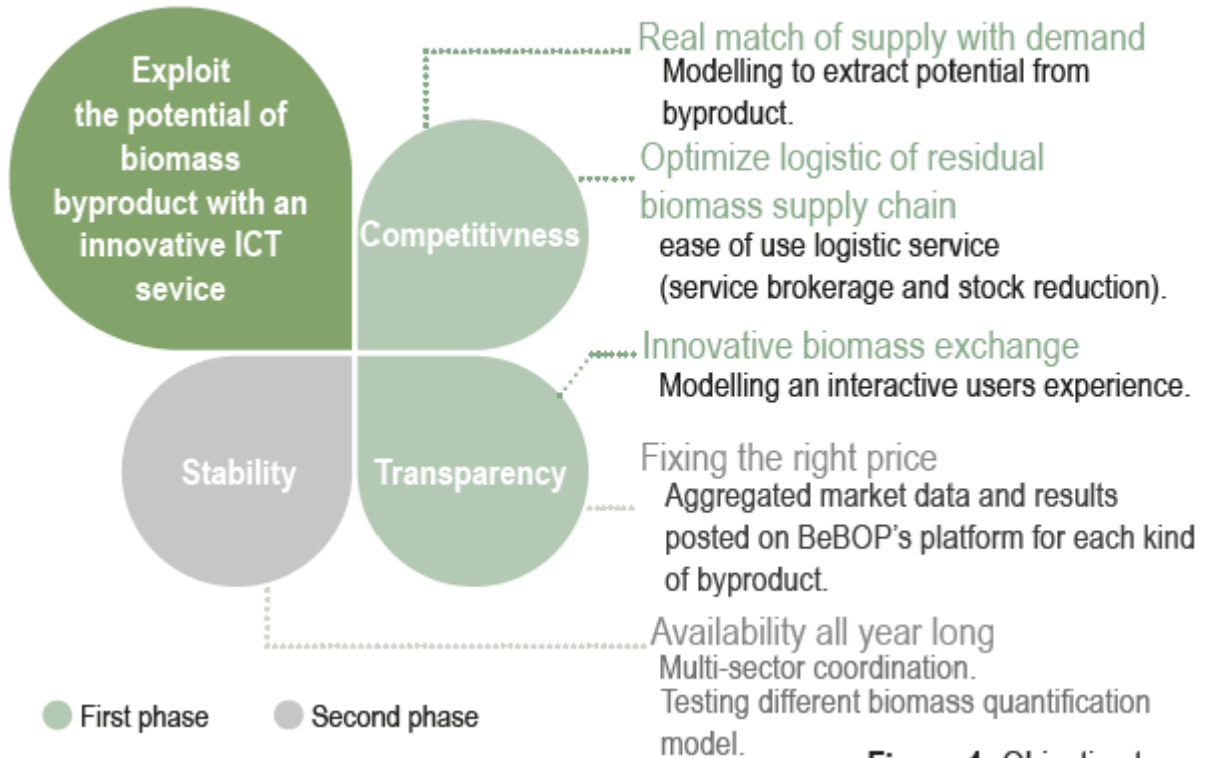 Exploit
the potential of
biomass
byproduct with an
innovative ICT
sevice
Competitivness
Stability
Transparency
Real match of supply with demand
Modelling to extract potential from
byproduct.
Optimize logistic of residual
biomass supply chain
ease of use logistic service
(service brokerage and stock reduction).
Innovative biomass exchange
Modelling an interactive users experience.
Fixing the right price
Aggregated market data and results
posted on BeBOP's platform for each kind
of byproduct.
Availability all year long
Multi-sector coordination.
Testing different biomass quantification
model.
First phase
Second phase